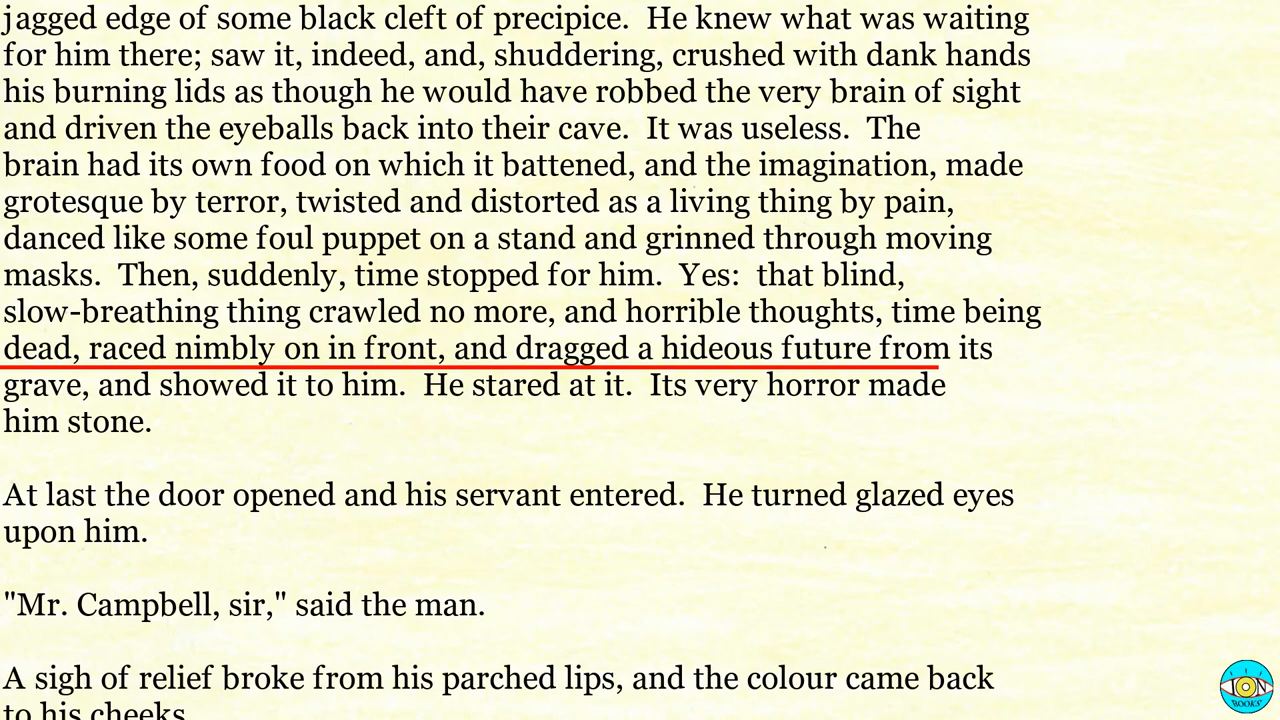 jagged edge of some black cleft of precipice.  He knew what was waiting
for him there; saw it, indeed, and, shuddering, crushed with dank hands
his burning lids as though he would have robbed the very brain of sight
and driven the eyeballs back into their cave.  It was useless.  The
brain had its own food on which it battened, and the imagination, made
grotesque by terror, twisted and distorted as a living thing by pain,
danced like some foul puppet on a stand and grinned through moving
masks.  Then, suddenly, time stopped for him.  Yes:  that blind,
slow-breathing thing crawled no more, and horrible thoughts, time being
dead, raced nimbly on in front, and dragged a hideous future from its
grave, and showed it to him.  He stared at it.  Its very horror made
him stone.

At last the door opened and his servant entered.  He turned glazed eyes
upon him.

"Mr. Campbell, sir," said the man.

A sigh of relief broke from his parched lips, and the colour came back
to his cheeks.
ION
BOOKS